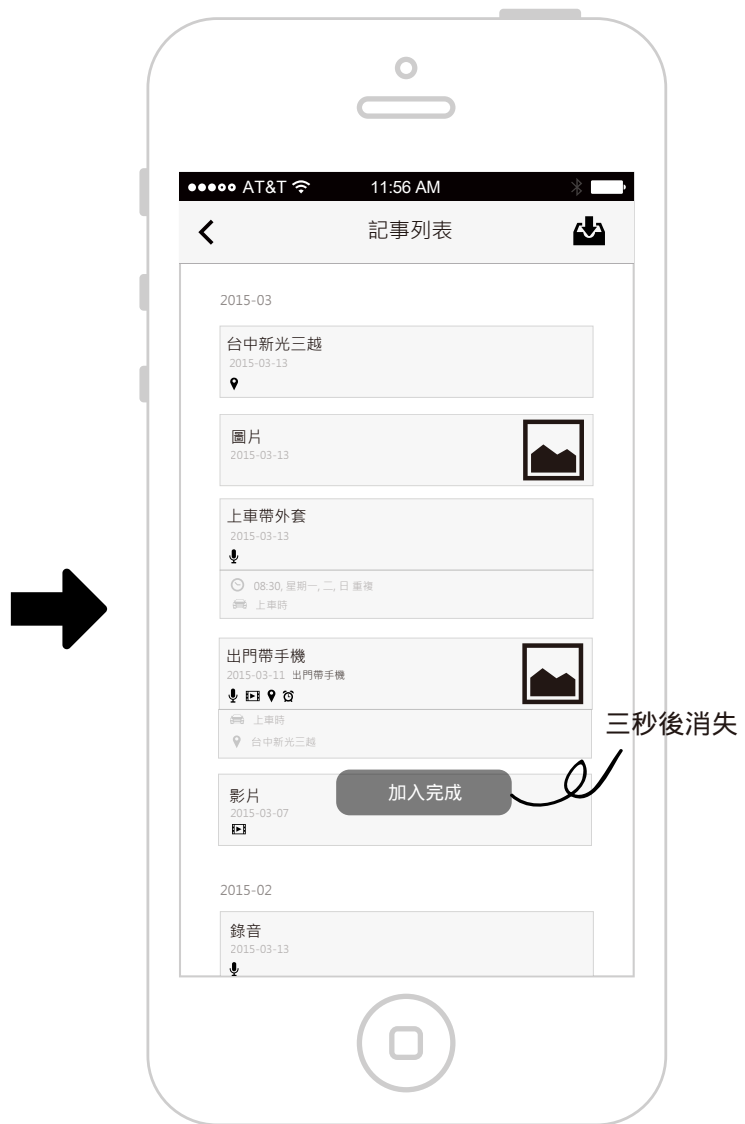 AT&T 11:56 AM
記事列表
2015-03
台中新光三越
2015-03-13
圖片
2015-03-13
上車帶外套
2015-03-13
08:30, 星期一, 二, 日 重複
上車時
出門帶手機
2015-03-11 出門帶手機
上車時
台中新光三越
三秒後消失
加入完成
影片
2015-03-07
2015-02
錄音
2015-03-13